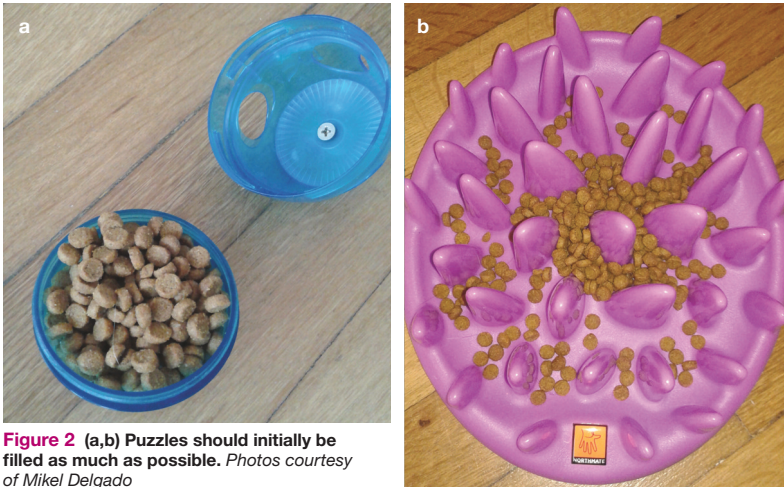 a
b
NORTHMATE
Figure 2 (a,b) Puzzles should initially be
filled as much as possible. Photos courtesy
of Mikel Delgado